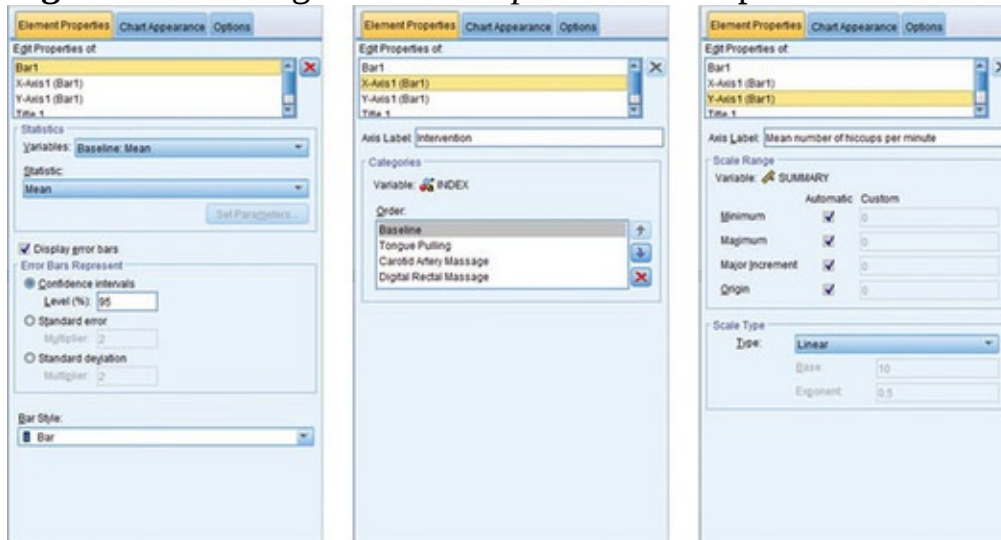 Element Properties Chart Appearance Options
Edit Properties of:
Bar1
X-Axis1 (Bar1)
Y-Axis1 (Bar1)
Title 1
Statistics
Variables: Baseline: Mean
Statistic:
Mean
Set Parameters...
Display error bars
Error Bars Represent
Confidence intervals
Level (%): 95
Standard error
Multiplier: 2
Standard deviation
Multiplier: 2
Bar Style:
Bar
Element Properties Chart Appearance Options
Edit Properties of:
Bar1
X-Axis1 (Bar1)
Y-Axis1 (Bar1)
Title 1
Axis Label: Intervention
Categories
Variable: INDEX
Order:
Baseline
Tongue Pulling
Carotid Artery Massage
Digital Rectal Massage
Element Properties Chart Appearance Options
Edit Properties of:
Bar1
X-Axis1 (Bar1)
Y-Axis1 (Bar1)
Title 1
Axis Label: Mean number of hiccups per minute
Scale Range
Variable: SUMMARY
Automatic Custom
Minimum 0
Maximum 0
Major Increment 0
Origin 0
Scale Type
Type: Linear
Base: 10
Exponent: 0.5